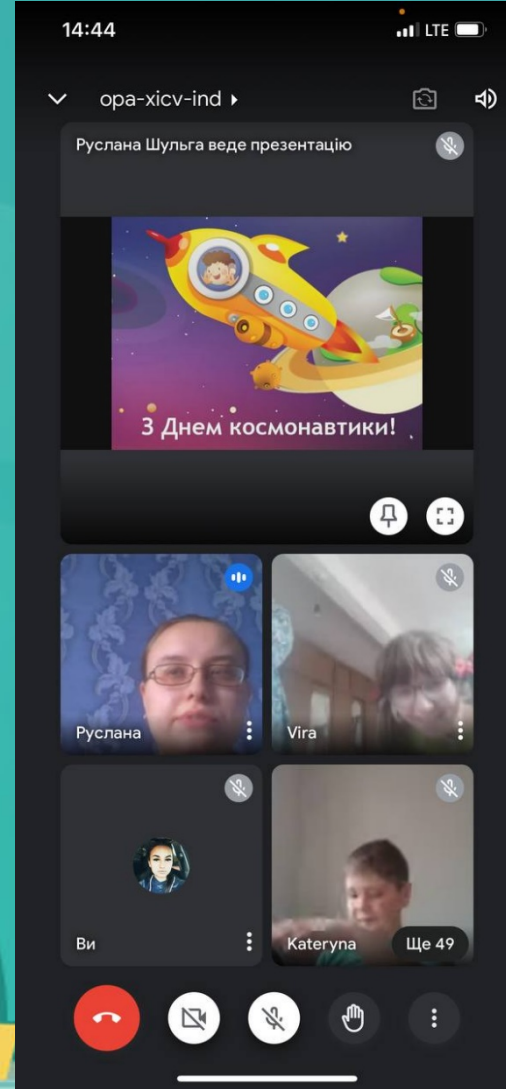 14:44
LTE
opa-xicv-ind
Руслана Шульга веде презентацію
З Днем космонавтики!
Руслана
Vira
Ви
Kateryna
Ще 49